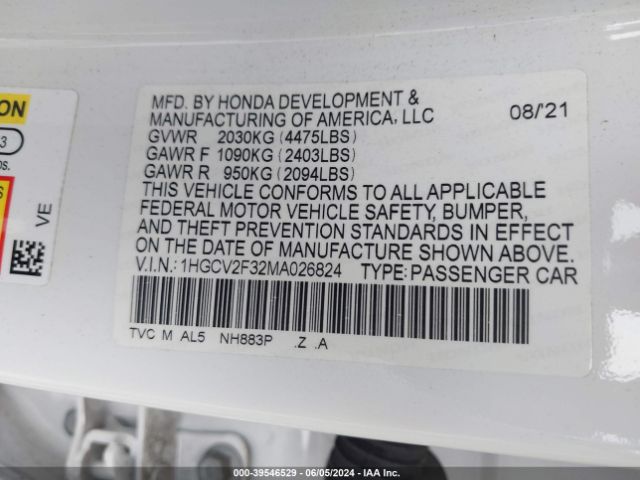 ON
3
os.
S
VE
MFD. BY HONDA DEVELOPMENT &
MANUFACTURING OF AMERICA, LLC 08/'21
GVWR 2030KG (4475LBS)
GAWR F 1090KG (2403LBS)
GAWR R 950KG (2094LBS)
THIS VEHICLE CONFORMS TO ALL APPLICABLE
FEDERAL MOTOR VEHICLE SAFETY, BUMPER,
AND THEFT PREVENTION STANDARDS IN EFFECT
ON THE DATE OF MANUFACTURE SHOWN ABOVE.
V.I.N.: 1HGCV2F32MA026824 TYPE: PASSENGER CAR
TVC M AL5 NH883P .Z .A
000-39546529 - 06/05/2024 - IAA Inc.